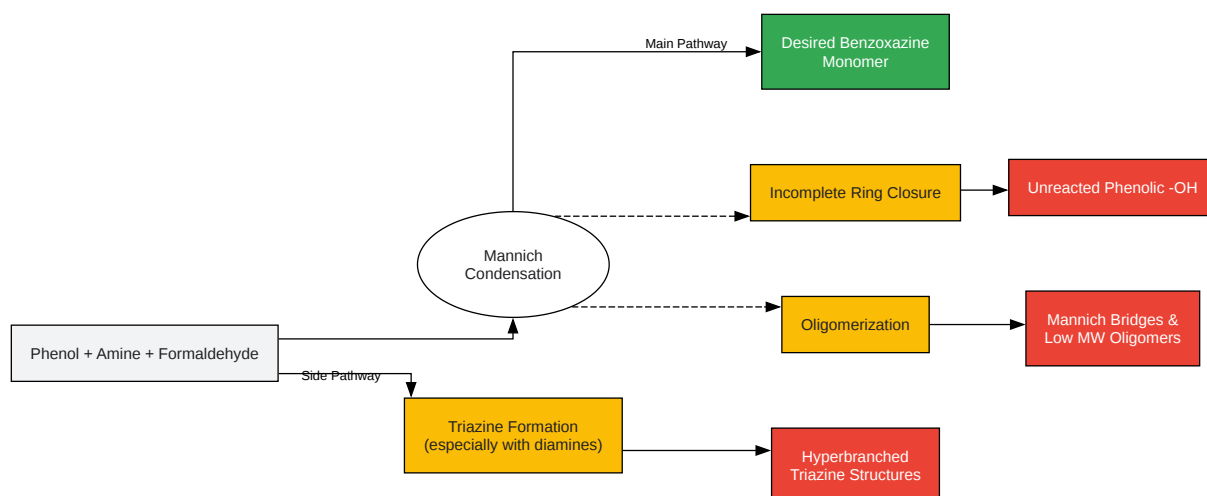 Main Pathway
Desired Benzoxazine
Monomer
Incomplete Ring Closure
Unreacted Phenolic -OH
Mannich
Condensation
Oligomerization
Mannich Bridges &
Low MW Oligomers
Phenol + Amine + Formaldehyde
Side Pathway
Triazine Formation
(especially with diamines)
Hyperbranched
Triazine Structures